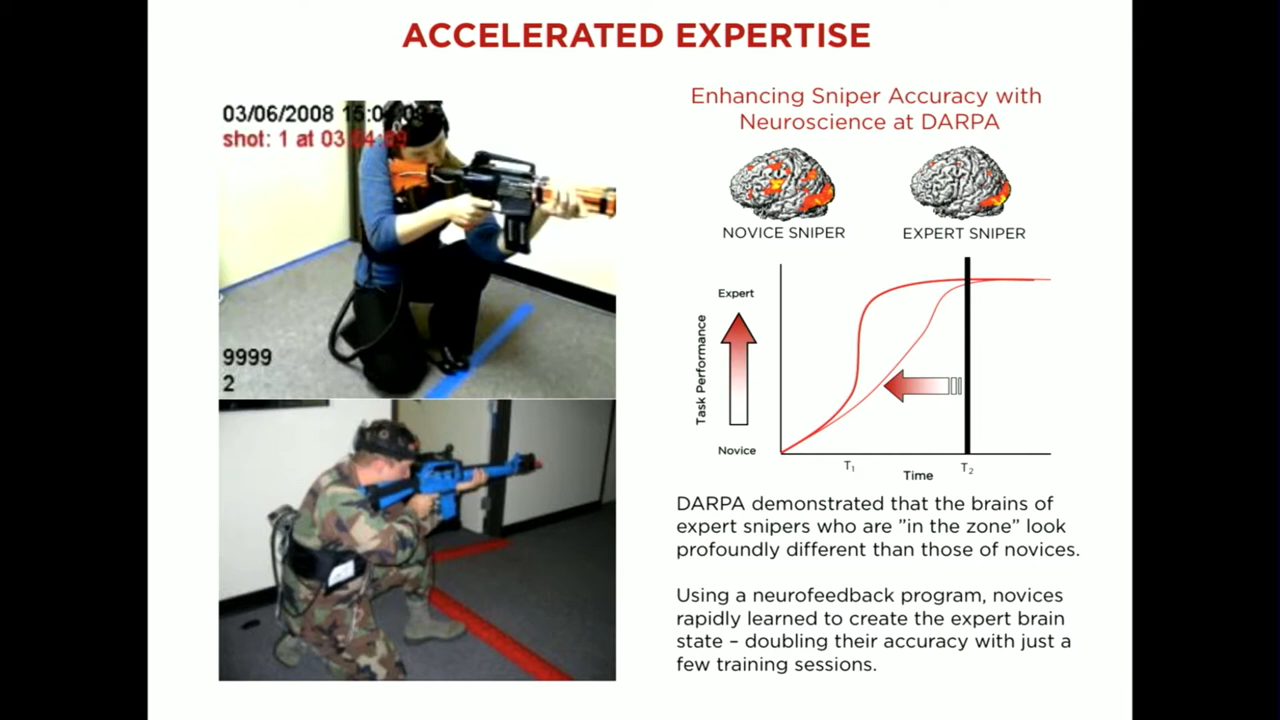 ACCELERATED EXPERTISE
03/06/2008
shot: 1 at
9999
2
Enhancing Sniper Accuracy with
Neuroscience at DARPA
NOVICE SNIPER
EXPERT SNIPER
Expert
Task Performance
Novice
T1
Time
T2
DARPA demonstrated that the brains of
expert snipers who are ”in the zone” look
profoundly different than those of novices.
Using a neurofeedback program, novices
rapidly learned to create the expert brain
state – doubling their accuracy with just a
few training sessions.